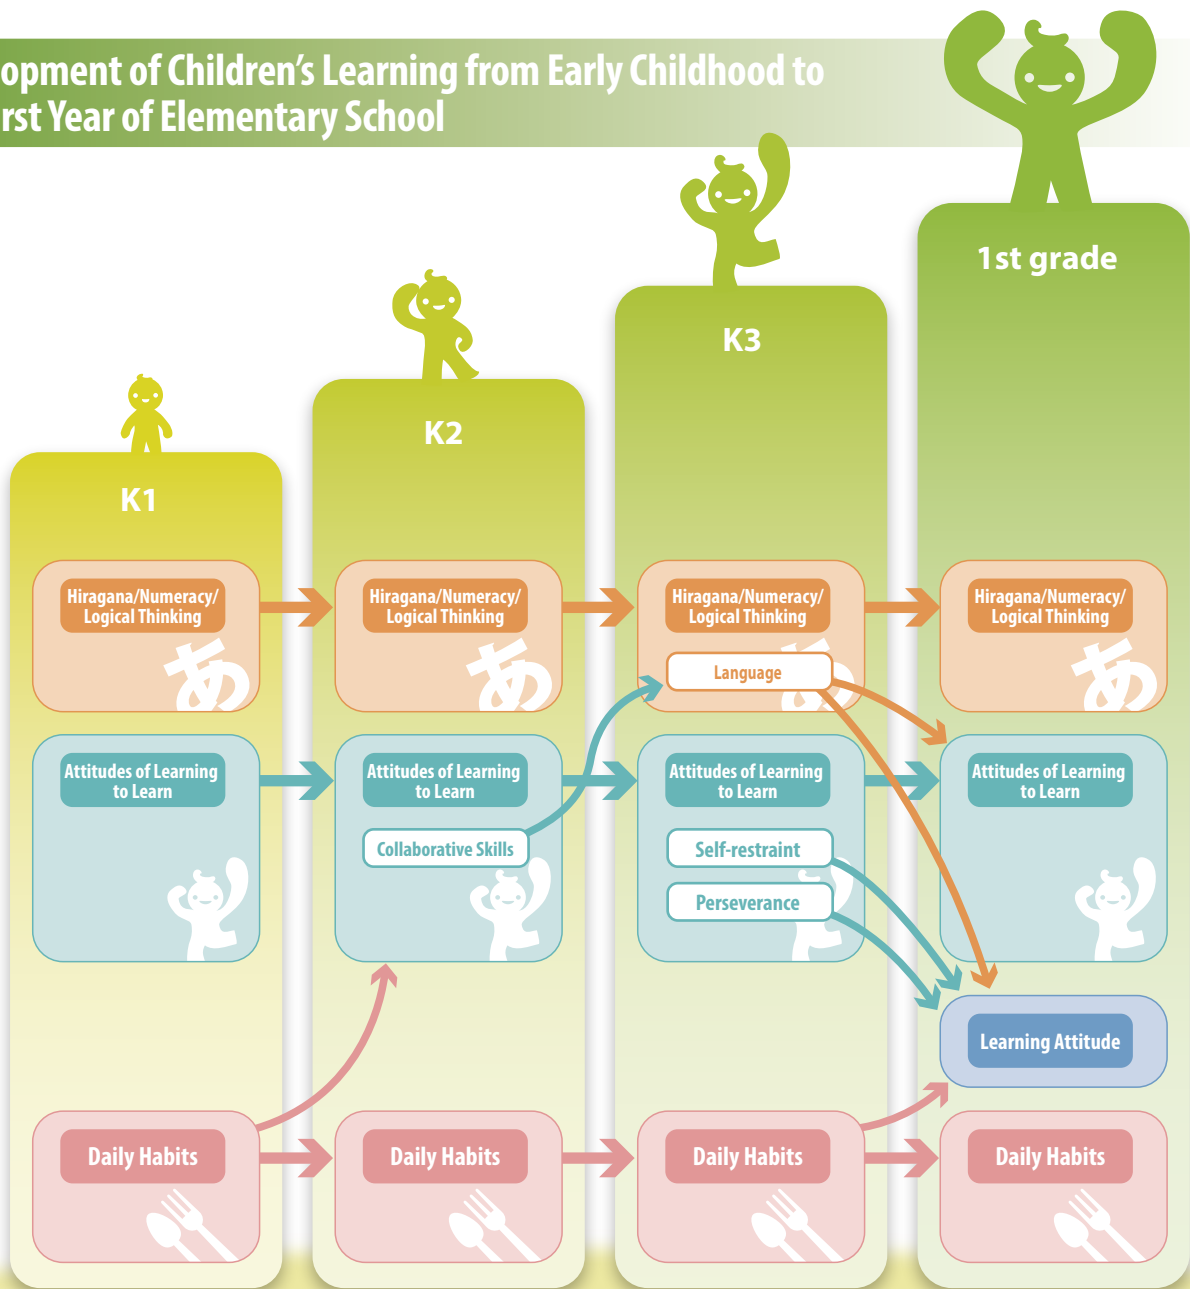 opment of Children's Learning from Early Childhood to
rst Year of Elementary School
1st grade
K3
K2
K1
Hiragana/Numeracy/
Logical Thinking
あ
Hiragana/Numeracy/
Logical Thinking
あ
Hiragana/Numeracy/
Logical Thinking
Language
あ
Hiragana/Numeracy/
Logical Thinking
あ
Attitudes of Learning
to Learn
Attitudes of Learning
to Learn
Collaborative Skills
Attitudes of Learning
to Learn
Self-restraint
Perseverance
Attitudes of Learning
to Learn
Learning Attitude
Daily Habits
Daily Habits
Daily Habits
Daily Habits